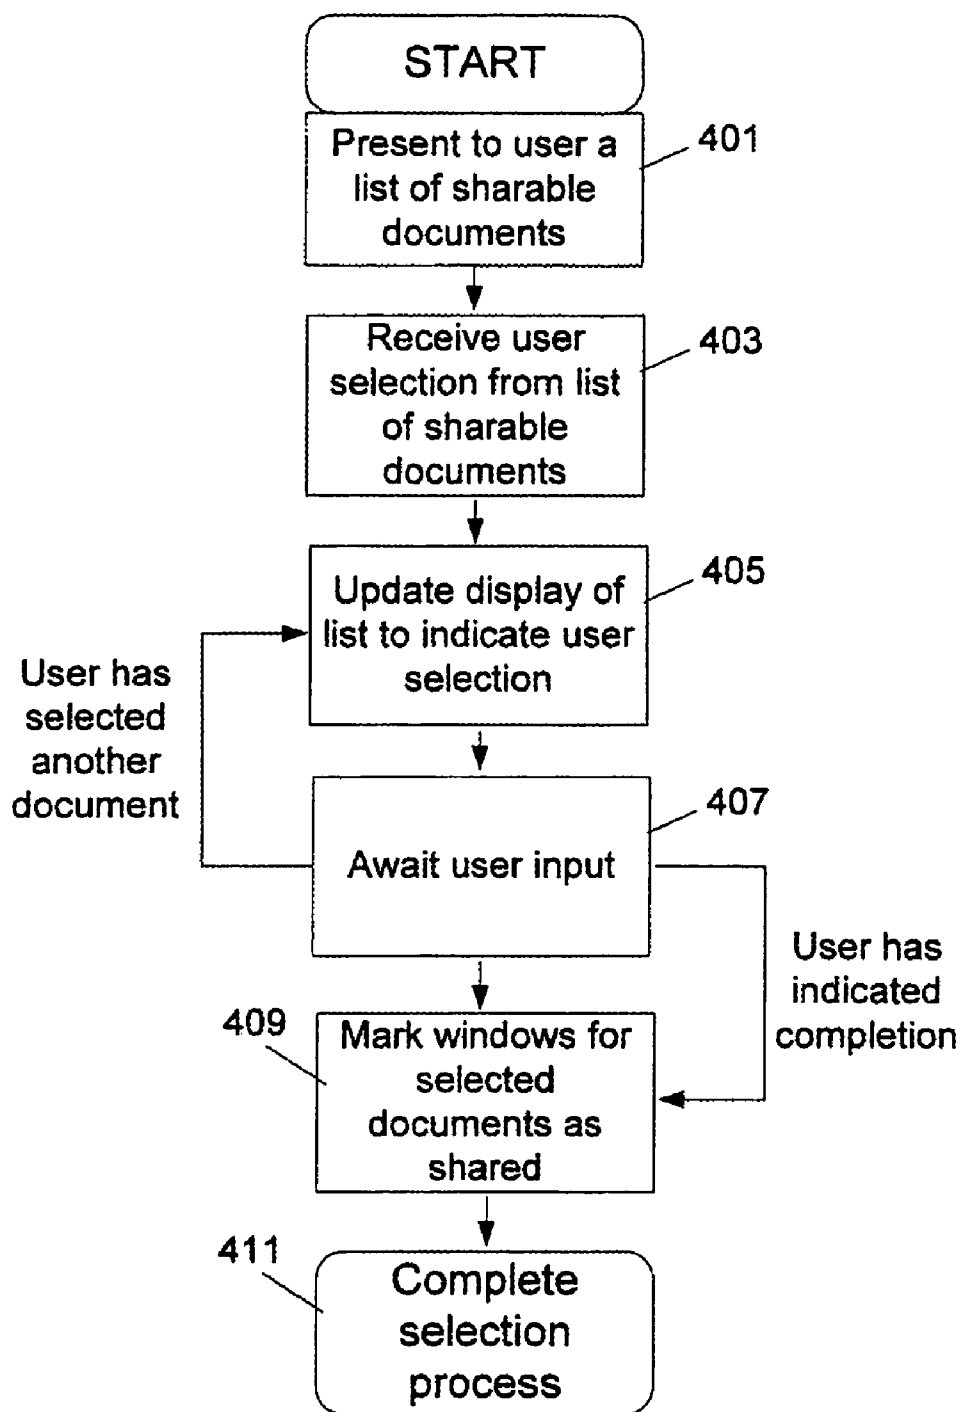 START
Present to user a
list of sharable
documents
401
Receive user
selection from list
of sharable
documents
403
Update display of
list to indicate user
selection
405
User has
selected
another
document
Await user input
407
User has
indicated
completion
409
Mark windows for
selected
documents as
shared
411
Complete
selection
process